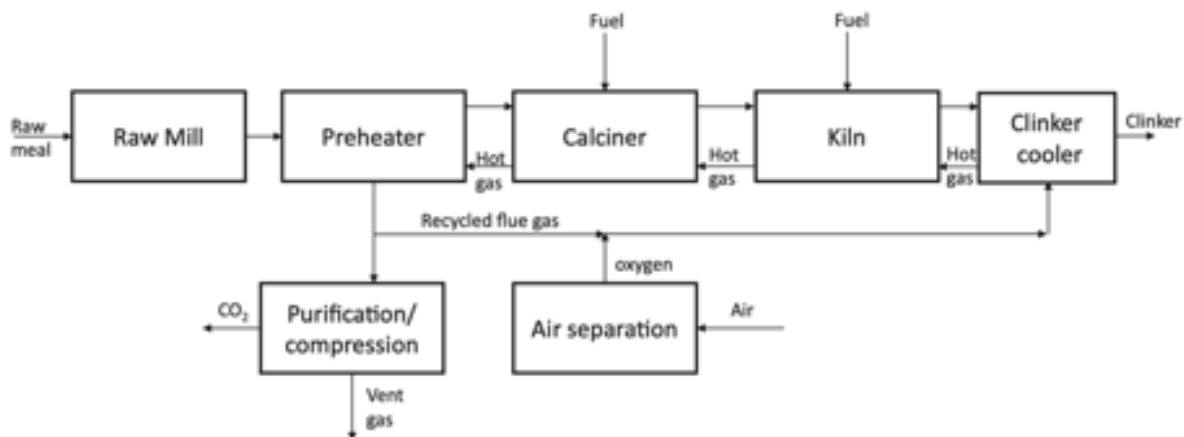 Fuel
Fuel
Raw
meal
Raw Mill
Preheater
Hot
gas
Calciner
Hot
gas
Kiln
Hot
gas
Clinker
cooler
Clinker
Recycled flue gas
oxygen
CO₂
Purification/
compression
Air separation
Air
Vent
gas